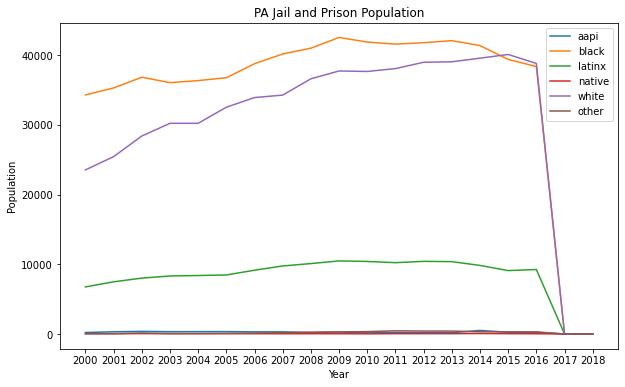 PA Jail and Prison Population
aapi
black
latinx
native
white
other
Population
40000
30000
20000
10000
0
2000 2001 2002 2003 2004 2005 2006 2007 2008 2009 2010 2011 2012 2013 2014 2015 2016 2017 2018
Year